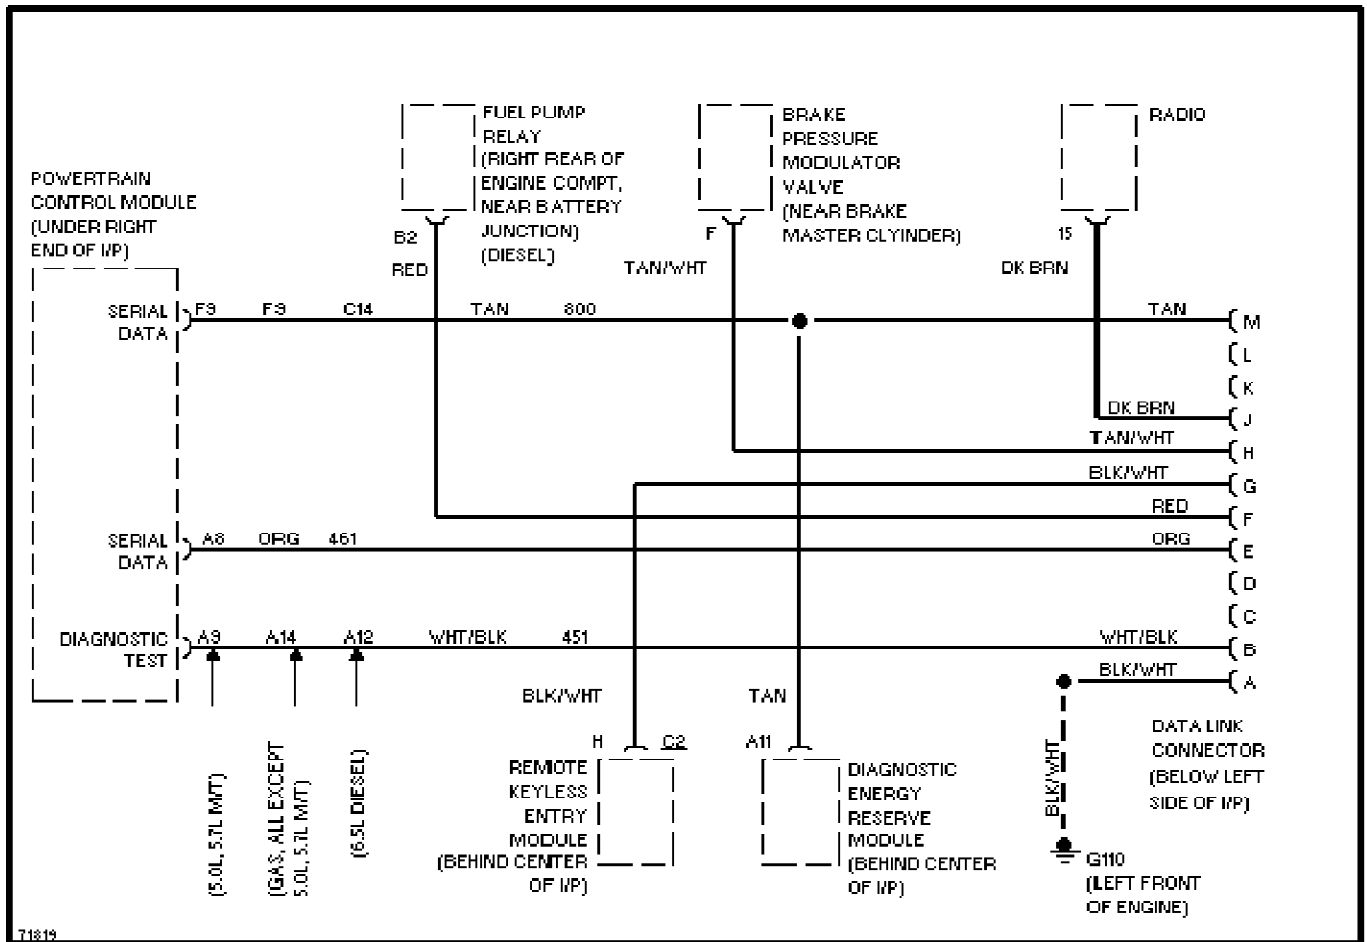 FUEL PUMP
RELAY
(RIGHT REAR OF
ENGINE COMPT,
NEAR BATTERY
JUNCTION)
(DIESEL)
BRAKE
PRESSURE
MODULATOR
VALVE
(NEAR BRAKE
MASTER CLYINDER)
RADIO
POWERTRAIN
CONTROL MODULE
(UNDER RIGHT
END OF I/P)
B2
RED
F
TAN/WHT
15
DK BRN
SERIAL
DATA
F9 F9 C14 TAN 800 TAN M
L
K
DK BRN J
TAN/WHT H
BLK/WHT G
RED F
SERIAL
DATA
A8 ORG 461 ORG E
D
C
DIAGNOSTIC
TEST
A9 A14 A12 WHT/BLK 451 WHT/BLK B
BLK/WHT A
BLK/WHT
TAN
H C2
A11
(5.0L, 5.7L M/T)
(GAS, ALL EXCEPT
5.0L, 5.7L M/T)
(6.5L DIESEL)
REMOTE
KEYLESS
ENTRY
MODULE
(BEHIND CENTER
OF I/P)
DIAGNOSTIC
ENERGY
RESERVE
MODULE
(BEHIND CENTER
OF I/P)
BLK/WHT
DATA LINK
CONNECTOR
(BELOW LEFT
SIDE OF I/P)
G110
(LEFT FRONT
OF ENGINE)
71819